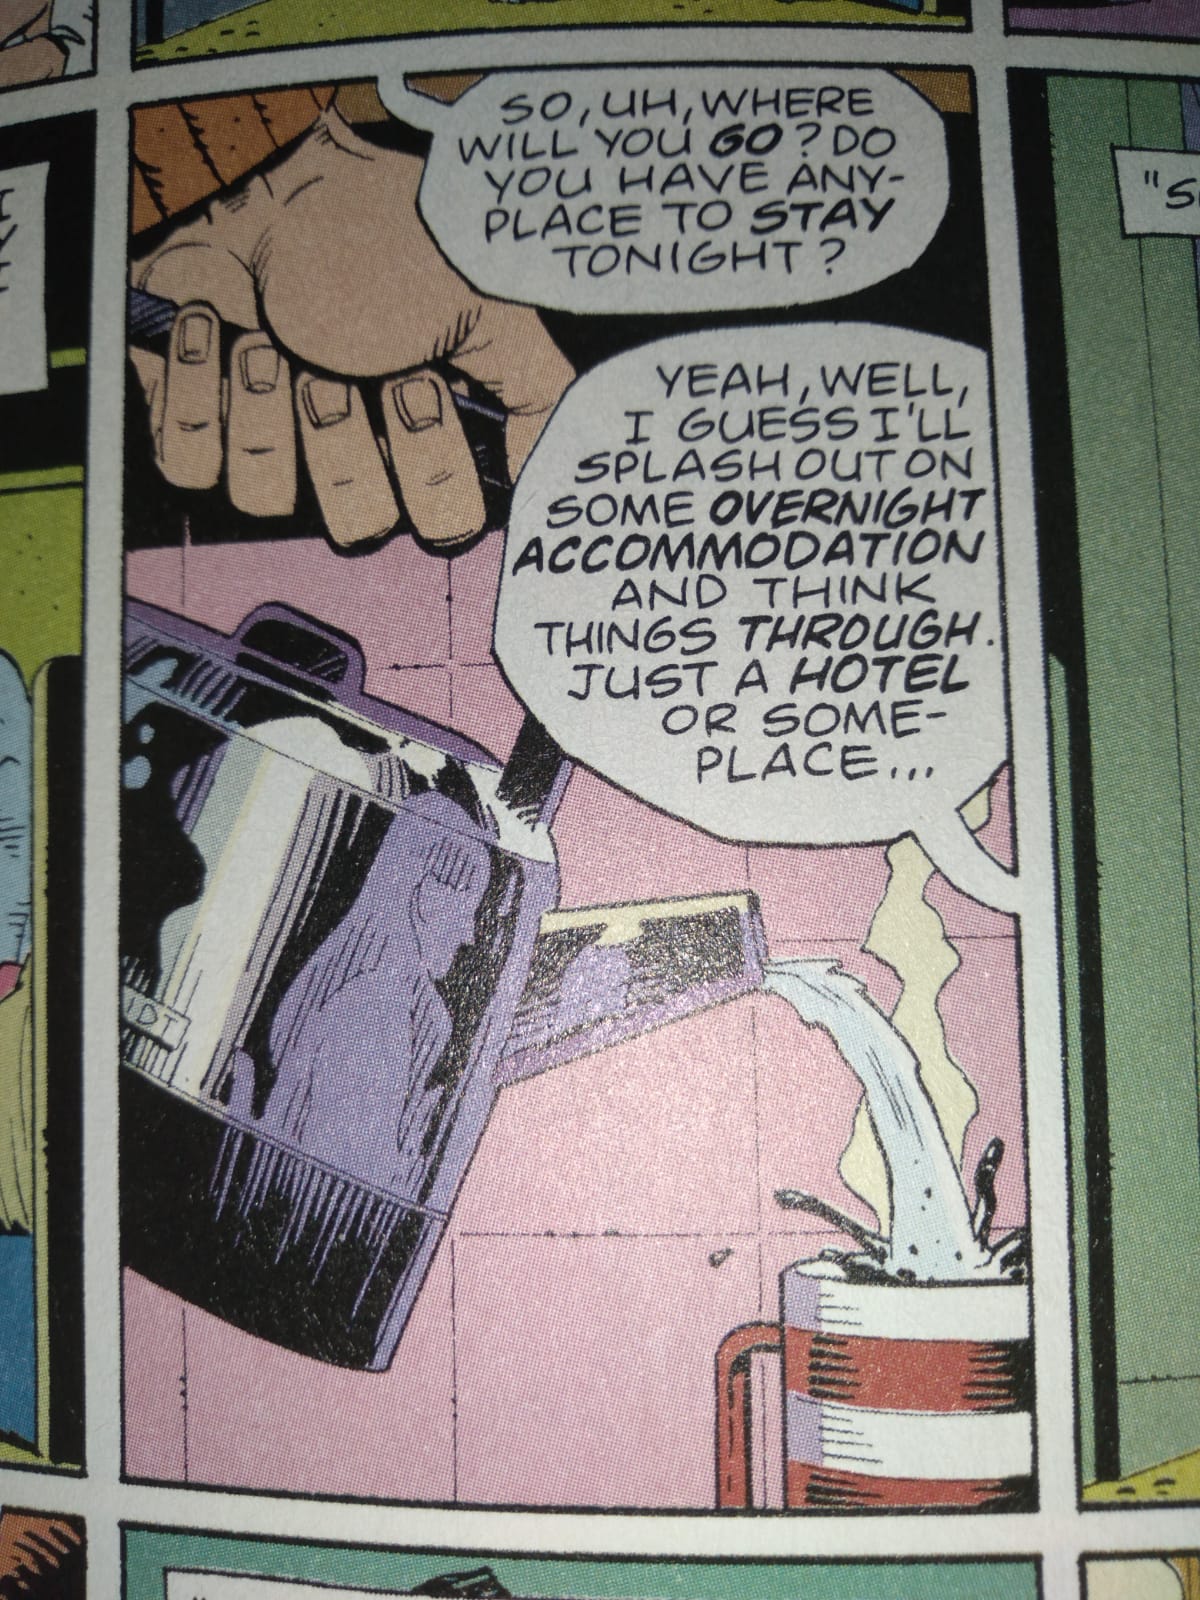 SO, UH, WHERE
WILL YOU GO? DO
YOU HAVE ANY-
PLACE TO STAY
TONIGHT?
YEAH, WELL,
I GUESS I'LL
SPLASH OUT ON
SOME OVERNIGHT
ACCOMMODATION
AND THINK
THINGS THROUGH.
JUST A HOTEL
OR SOME-
PLACE...
IDT
"S